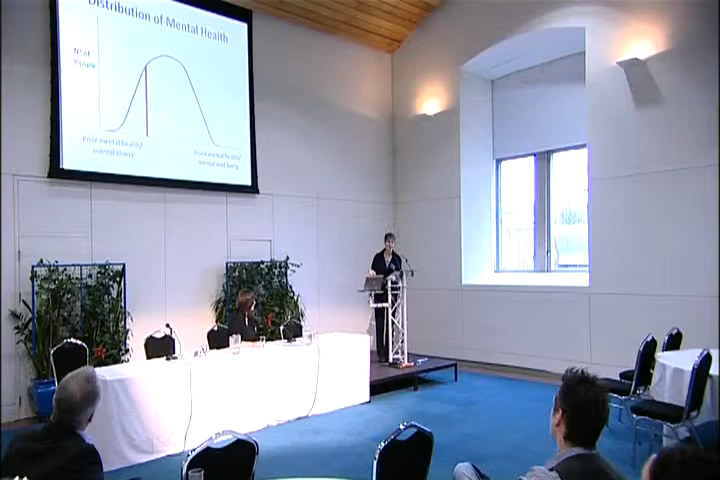 Distribution of Mental Health
Nº of
People
Poor mental health/
mental illness
Good mental health/
mental well being